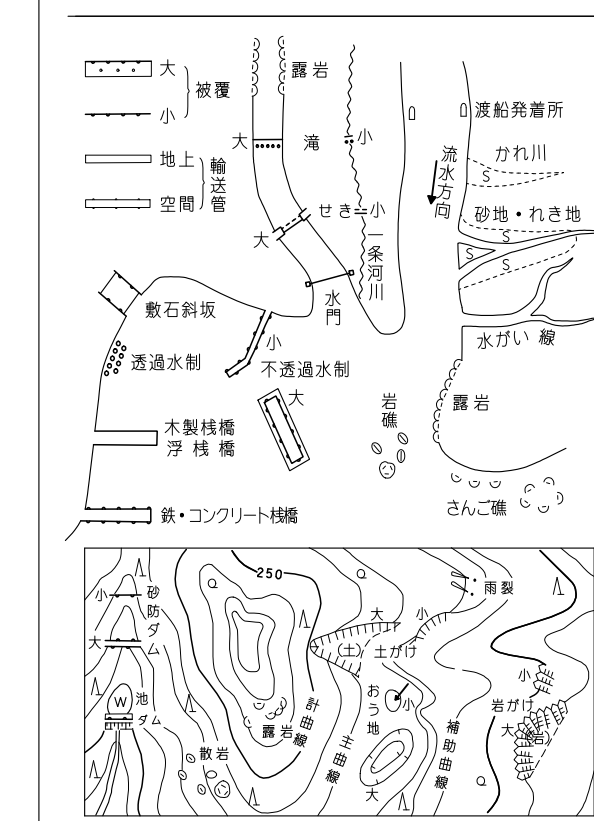 大
小
被覆
地上
空間
輸送管
露岩
大
滝
小
せき
小
大
一条河川
水門
渡船発着所
流水方向
かれ川
S
砂地・れき地
S
S
S
水がい線
露岩
敷石斜坂
透過水制
小
不透過水制
大
木製桟橋
浮桟橋
鉄・コンクリート桟橋
岩礁
さんご礁
小
砂防ダム
大
W
池
ダム
250
露岩
散岩
計曲線
主曲線
補助曲線
大
小
(土)
土がけ
おう地
小
大
雨裂
小
岩がけ
大
(岩)